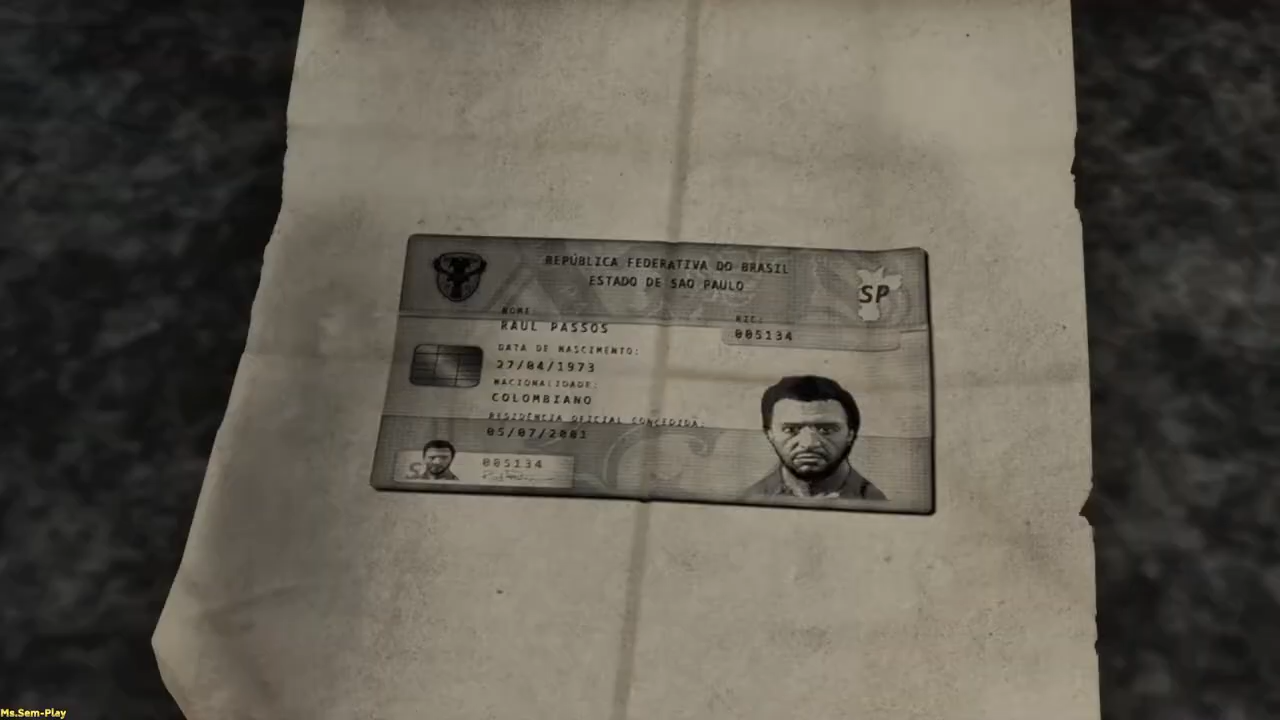 REPÚBLICA FEDERATIVA DO BRASIL
ESTADO DE SAO PAULO
SP
NOME:
RAUL PASSOS
RIC:
005134
DATA DE NASCIMENTO:
27/04/1973
NACIONALIDADE:
COLOMBIANO
RESIDÊNCIA OFICIAL CONCEDIDA:
05/07/2001
005134
Ms.Sem-Play